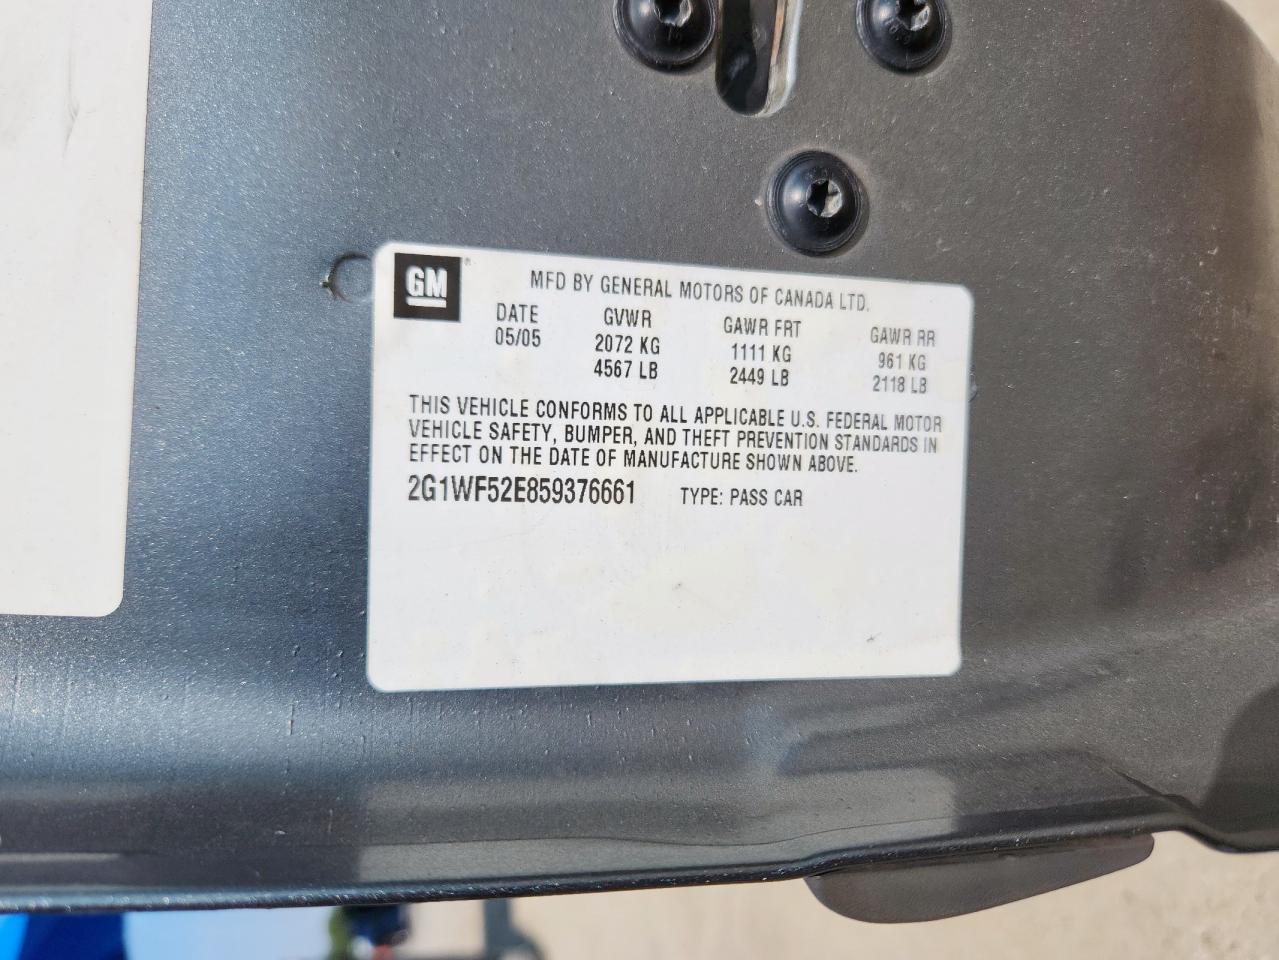 GM®
MFD BY GENERAL MOTORS OF CANADA LTD.
DATE GVWR GAWR FRT GAWR RR
05/05 2072 KG 1111 KG 961 KG
4567 LB 2449 LB 2118 LB
THIS VEHICLE CONFORMS TO ALL APPLICABLE U.S. FEDERAL MOTOR
VEHICLE SAFETY, BUMPER, AND THEFT PREVENTION STANDARDS IN
EFFECT ON THE DATE OF MANUFACTURE SHOWN ABOVE.
2G1WF52E859376661 TYPE: PASS CAR